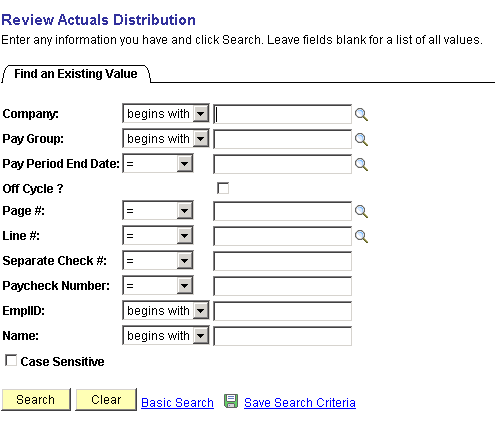 Review Actuals Distribution
Enter any information you have and click Search. Leave fields blank for a list of all values.
Find an Existing Value
Company: begins with
Pay Group: begins with
Pay Period End Date: =
Off Cycle ?
Page #: =
Line #: =
Separate Check #: =
Paycheck Number: =
EmplID: begins with
Name: begins with
Case Sensitive
Search Clear Basic Search Save Search Criteria